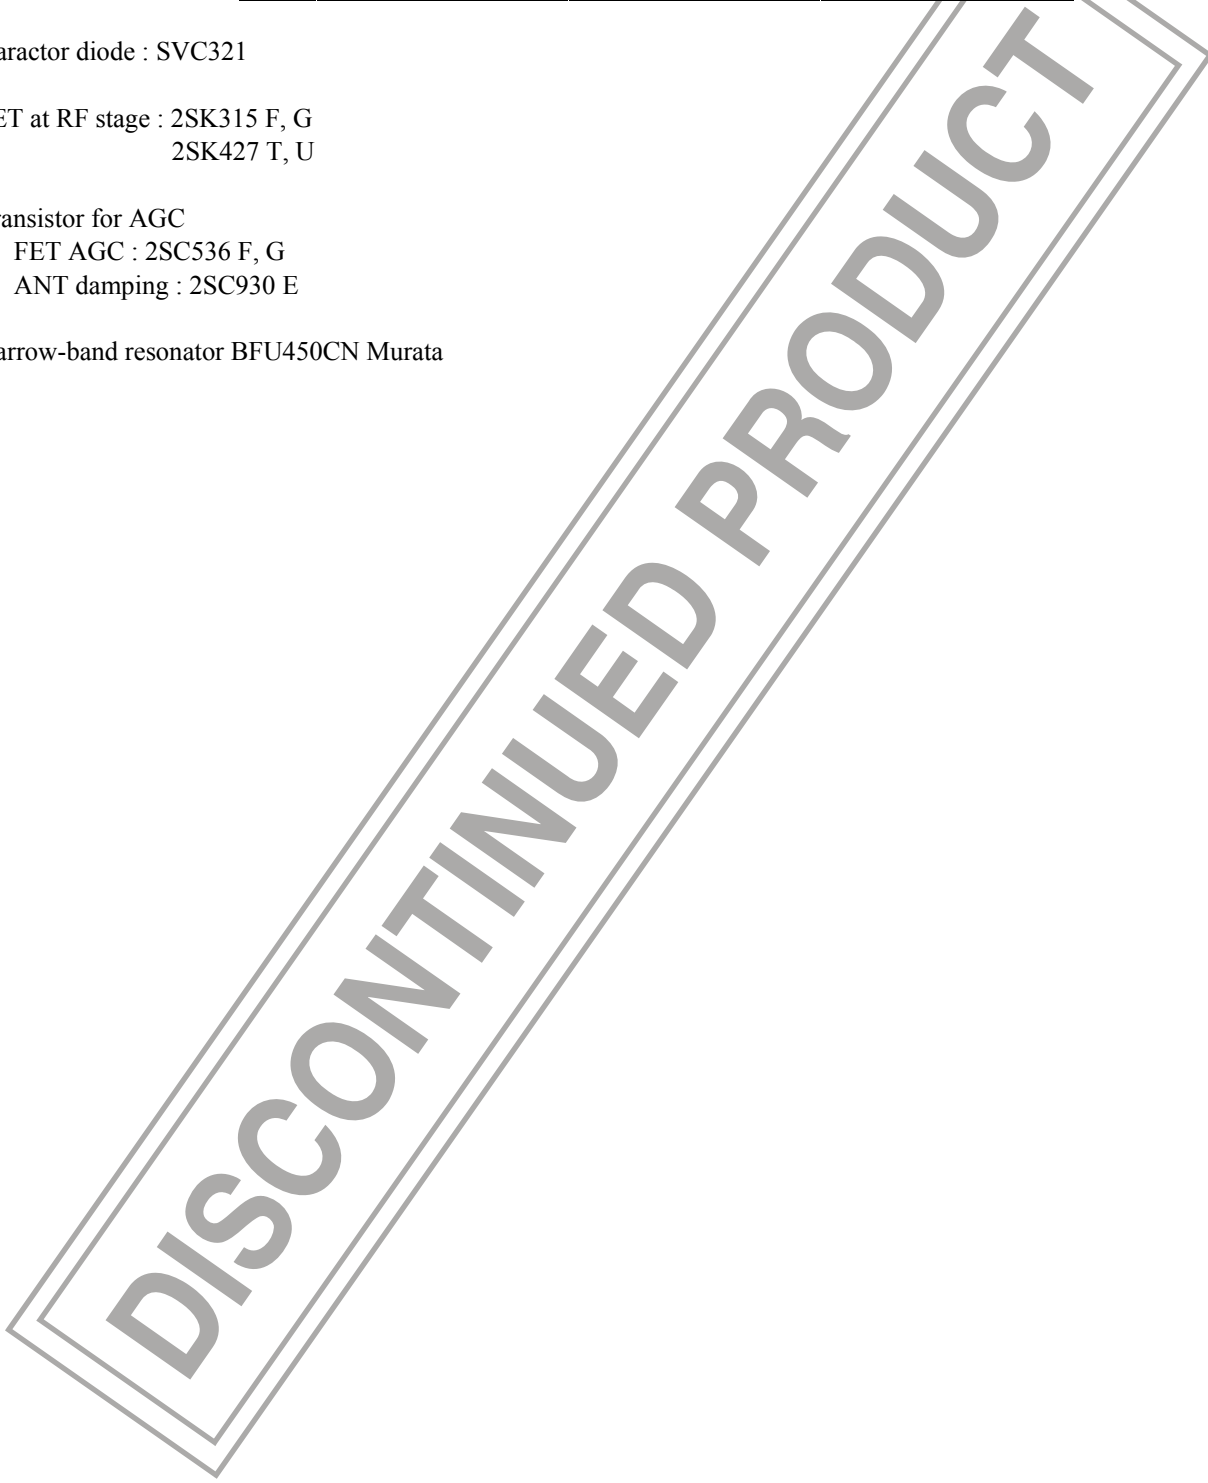 aractor diode : SVC321
ET at RF stage : 2SK315 F, G
2SK427 T, U
ransistor for AGC
FET AGC : 2SC536 F, G
ANT damping : 2SC930 E
arrow-band resonator BFU450CN Murata
DISCONTINUED PRODUCT